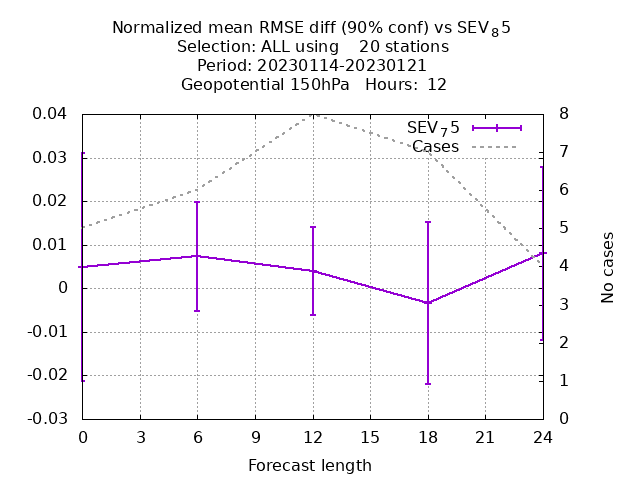 Normalized mean RMSE diff (90% conf) vs SEV₈5
Selection: ALL using    20 stations
Period: 20230114-20230121
Geopotential 150hPa   Hours:  12
SEV₇5
Cases
0.04
0.03
0.02
0.01
0
-0.01
-0.02
-0.03
8
7
6
5
4
3
2
1
0
No cases
0 3 6 9 12 15 18 21 24
Forecast length